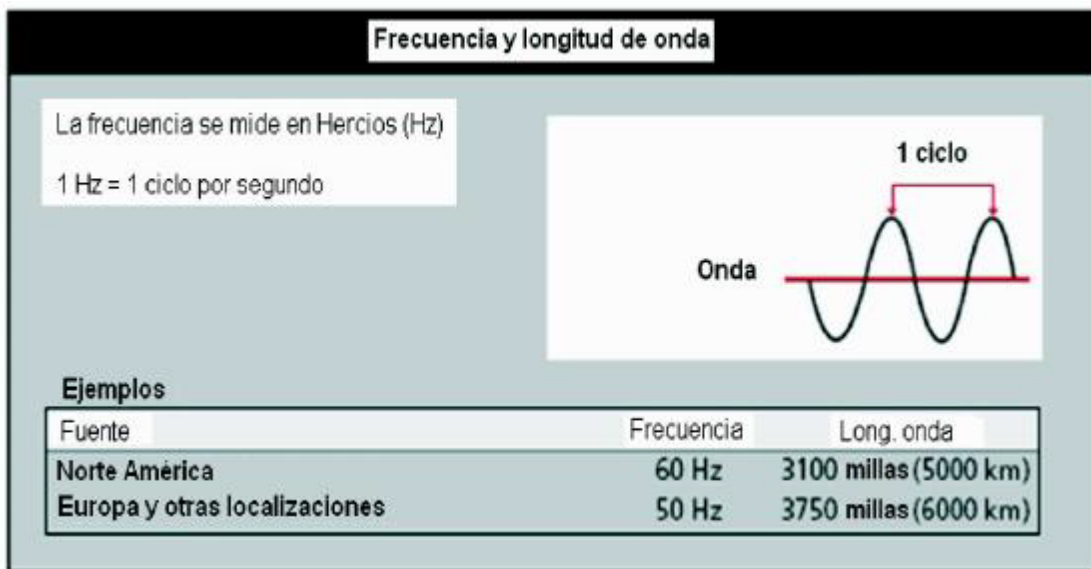 Frecuencia y longitud de onda
La frecuencia se mide en Hercios (Hz)
1 Hz = 1 ciclo por segundo
1 ciclo
Onda
Ejemplos
Fuente Frecuencia Long. onda
Norte América 60 Hz 3100 millas (5000 km)
Europa y otras localizaciones 50 Hz 3750 millas (6000 km)